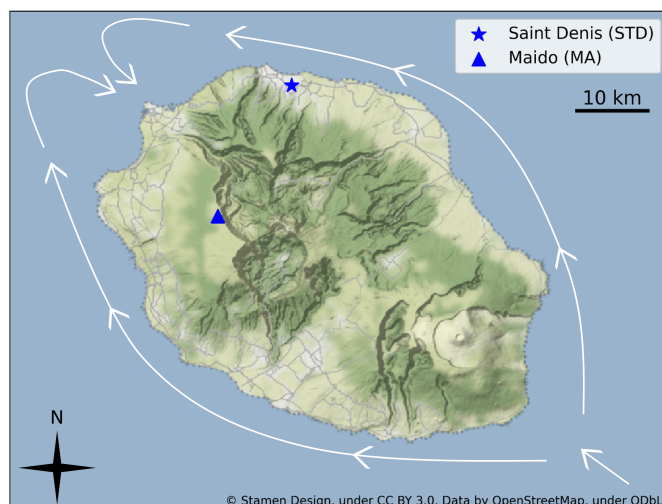 Saint Denis (STD)
Maido (MA)
10 km
N
© Stamen Design, under CC BY 3.0. Data by OpenStreetMap, under ODbL